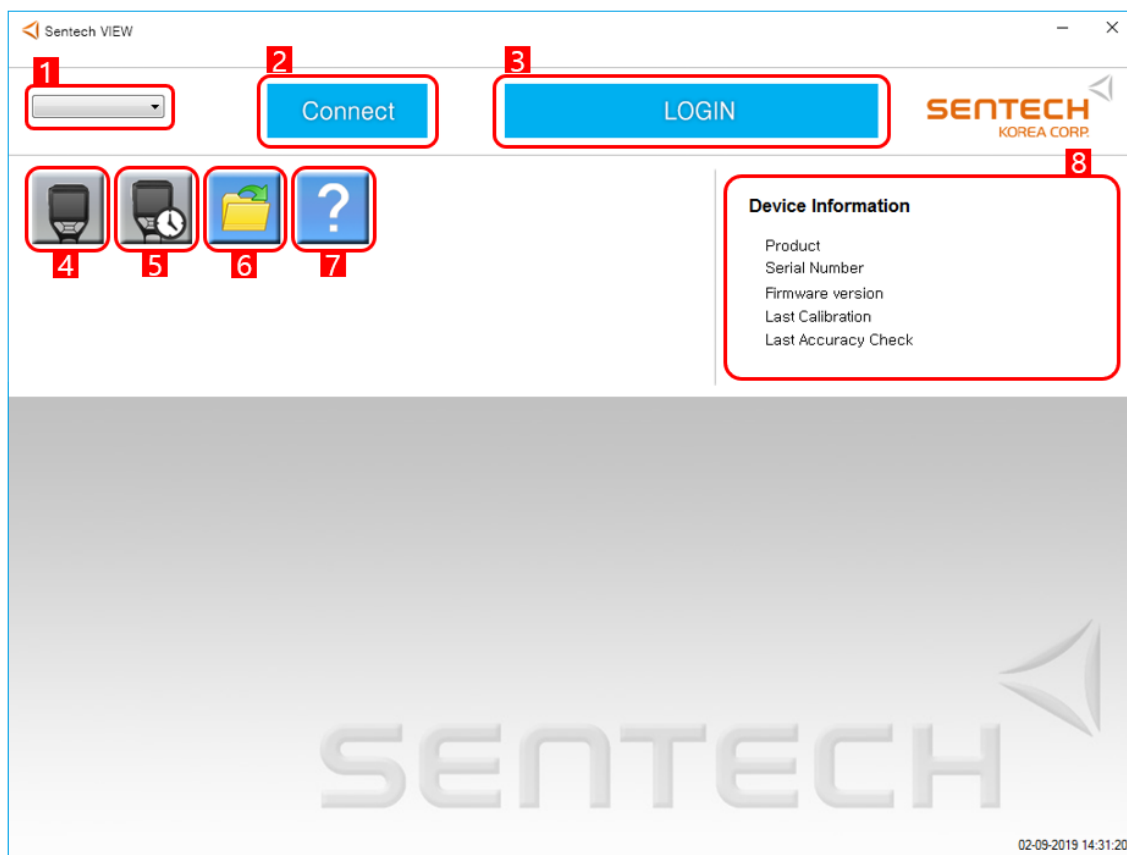 Sentech VIEW
1
2
3
Connect
LOGIN
SENTECH
KOREA CORP.
4
5
6
?
7
8
Device Information
Product
Serial Number
Firmware version
Last Calibration
Last Accuracy Check
SENTECH
02-09-2019 14:31:20